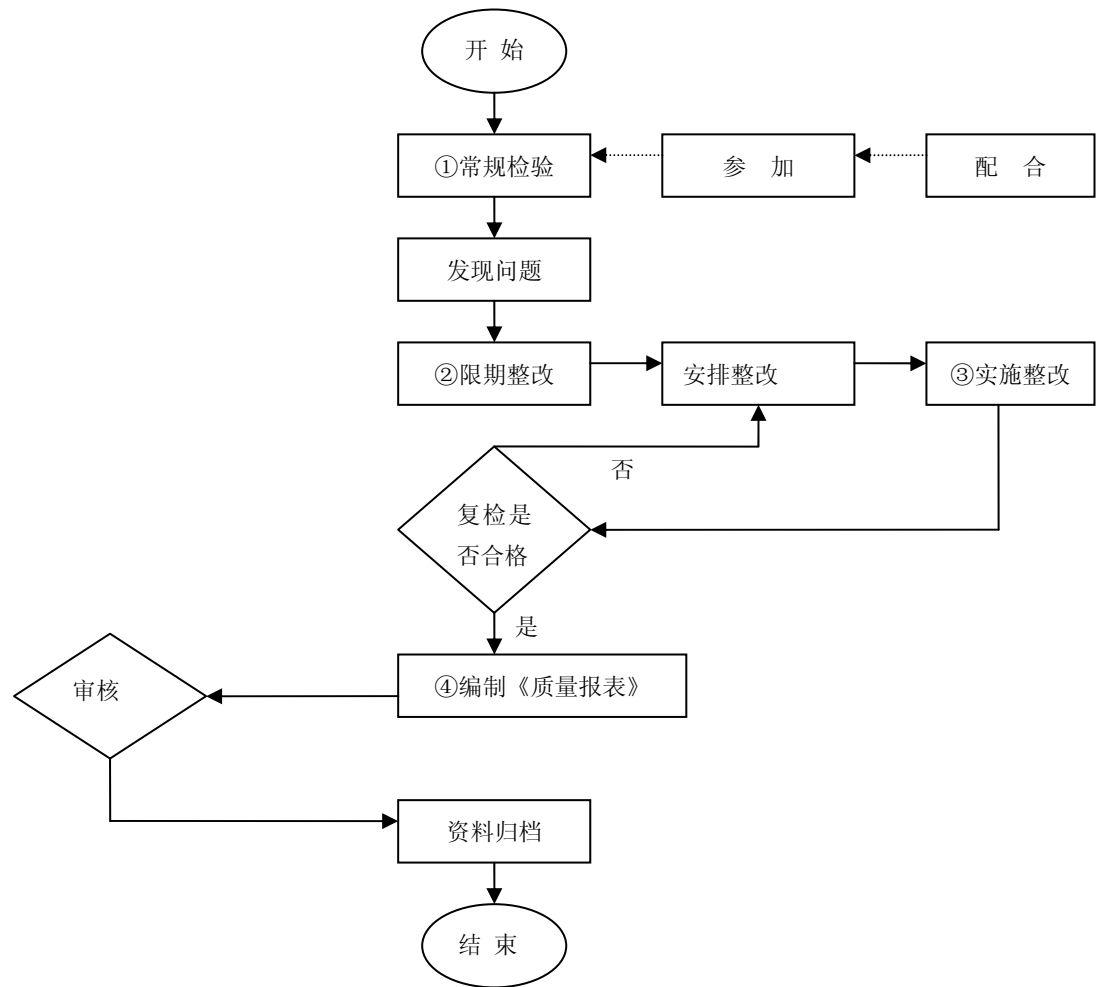 开 始
①常规检验
参 加
配 合
发现问题
②限期整改
安排整改
③实施整改
否
复检是
否合格
是
审核
④编制《质量报表》
资料归档
结 束